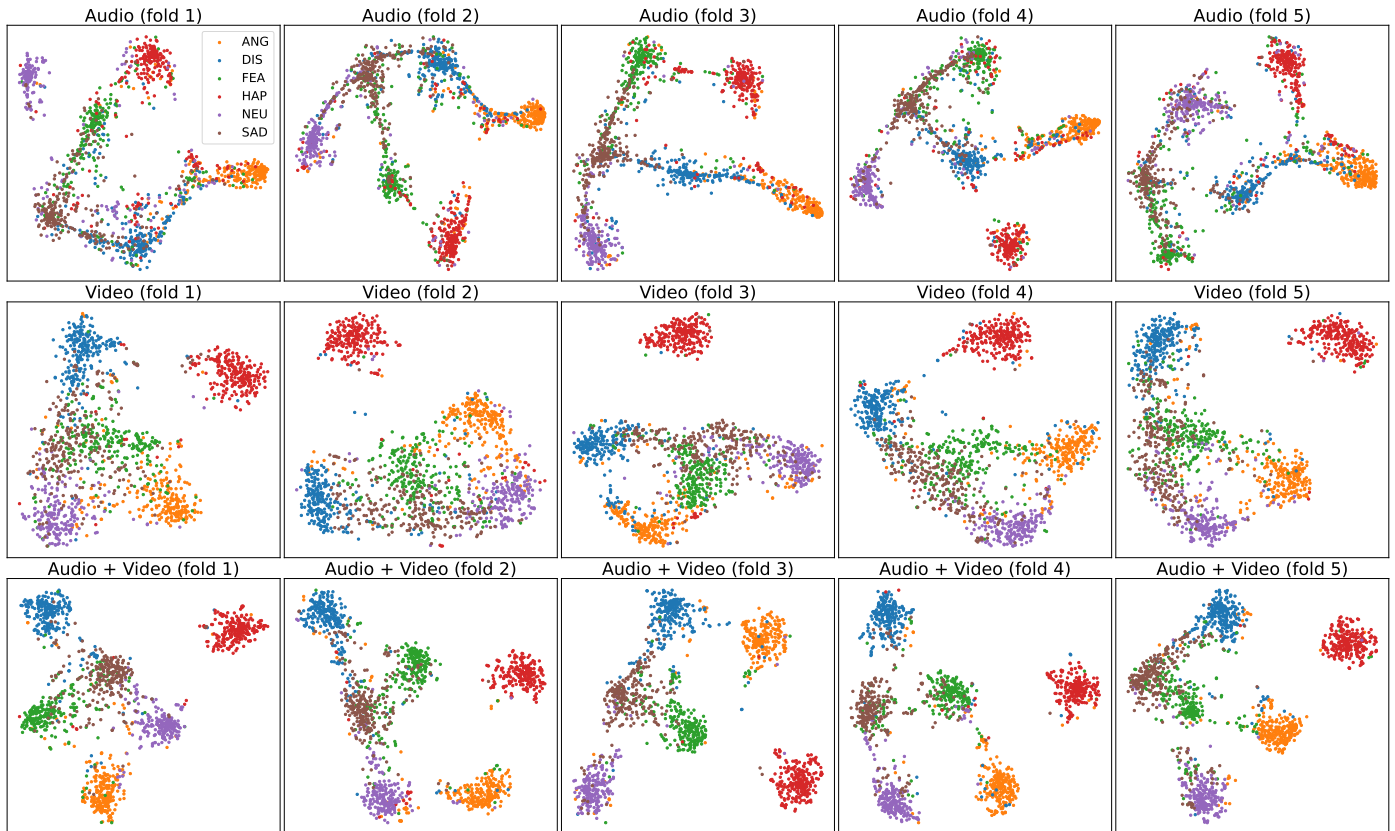 Audio (fold 1)
Audio (fold 2)
Audio (fold 3)
Audio (fold 4)
Audio (fold 5)
ANG
DIS
FEA
HAP
NEU
SAD
Video (fold 1)
Video (fold 2)
Video (fold 3)
Video (fold 4)
Video (fold 5)
Audio + Video (fold 1)
Audio + Video (fold 2)
Audio + Video (fold 3)
Audio + Video (fold 4)
Audio + Video (fold 5)